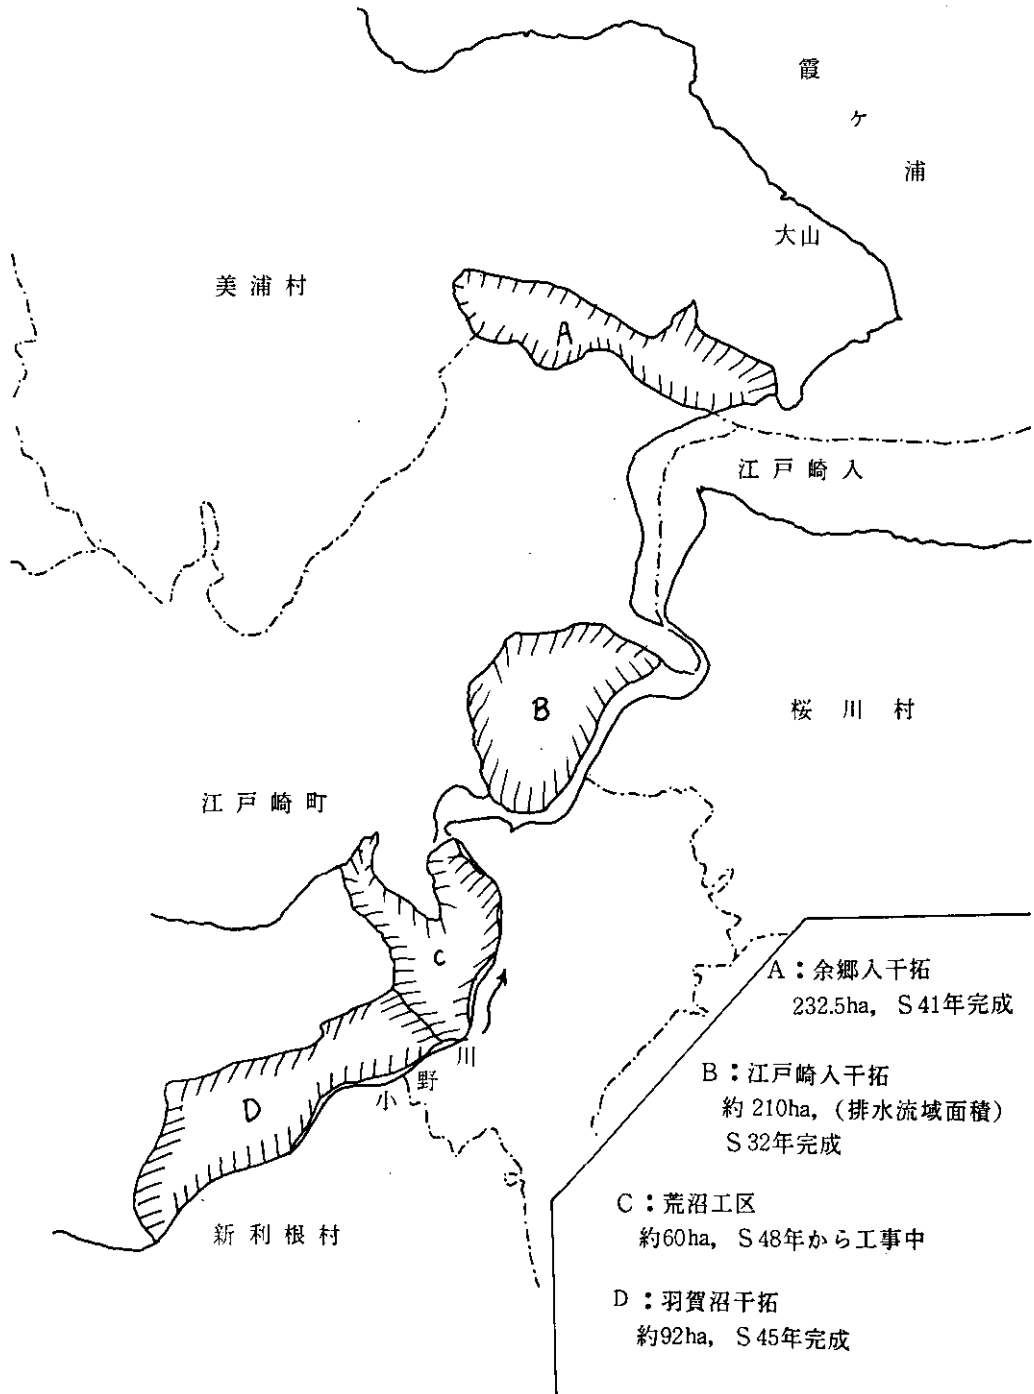 霞ヶ浦
大山
美浦村
A
江戸崎入
B
桜川村
江戸崎町
C
A：余郷入干拓
232.5ha，S41年完成
小野川
B：江戸崎入干拓
約210ha，(排水流域面積)
S32年完成
D
C：荒沼工区
約60ha，S48年から工事中
新利根村
D：羽賀沼干拓
約92ha，S45年完成